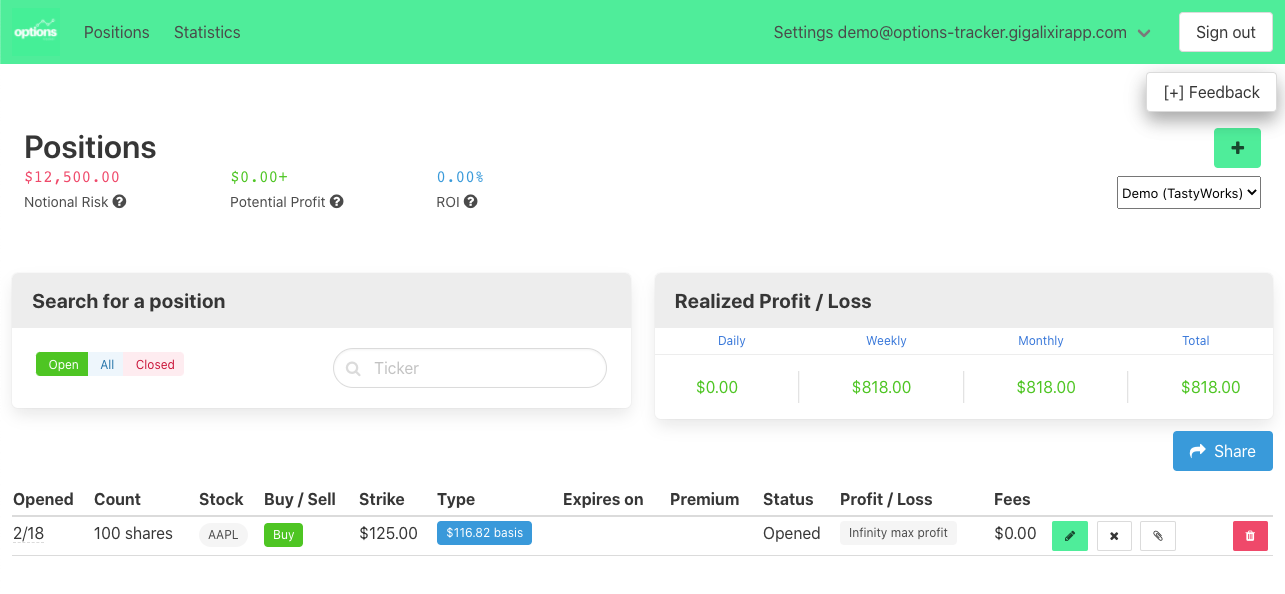 options Positions Statistics Settings demo@options-tracker.gigalixirapp.com Sign out
[+] Feedback
Positions
$12,500.00 $0.00+ 0.00%
Notional Risk Potential Profit ROI
Demo (TastyWorks)
Search for a position
Open All Closed Ticker
Realized Profit / Loss
Daily Weekly Monthly Total
$0.00 $818.00 $818.00 $818.00
Share
Opened Count Stock Buy / Sell Strike Type Expires on Premium Status Profit / Loss Fees
2/18 100 shares AAPL Buy $125.00 $116.82 basis Opened Infinity max profit $0.00